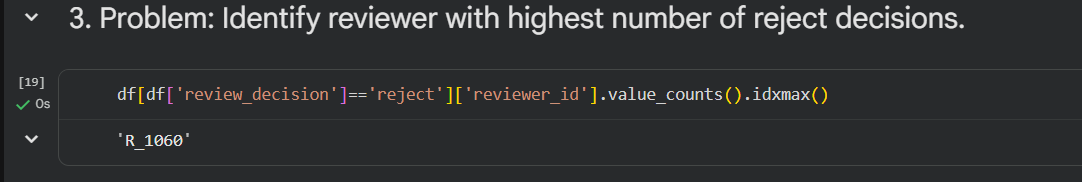 3. Problem: Identify reviewer with highest number of reject decisions.
[19]
0s
df[df['review_decision']=='reject']['reviewer_id'].value_counts().idxmax()
'R_1060'